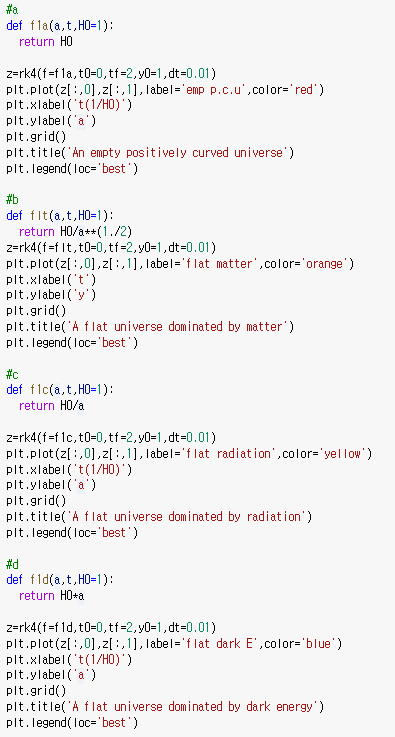 #a
def f1a(a,t,H0=1):
  return H0
z=rk4(f=f1a,t0=0,tf=2,y0=1,dt=0.01)
plt.plot(z[:,0],z[:,1],label='emp p.c.u',color='red')
plt.xlabel('t(1/H0)')
plt.ylabel('a')
plt.grid()
plt.title('An empty positively curved universe')
plt.legend(loc='best')
#b
def f1t(a,t,H0=1):
  return H0/a**(1./2)
z=rk4(f=f1t,t0=0,tf=2,y0=1,dt=0.01)
plt.plot(z[:,0],z[:,1],label='flat matter',color='orange')
plt.xlabel('t')
plt.ylabel('y')
plt.grid()
plt.title('A flat universe dominated by matter')
plt.legend(loc='best')
#c
def f1c(a,t,H0=1):
  return H0/a
z=rk4(f=f1c,t0=0,tf=2,y0=1,dt=0.01)
plt.plot(z[:,0],z[:,1],label='flat radiation',color='yellow')
plt.xlabel('t(1/H0)')
plt.ylabel('a')
plt.grid()
plt.title('A flat universe dominated by radiation')
plt.legend(loc='best')
#d
def f1d(a,t,H0=1):
  return H0*a
z=rk4(f=f1d,t0=0,tf=2,y0=1,dt=0.01)
plt.plot(z[:,0],z[:,1],label='flat dark E',color='blue')
plt.xlabel('t(1/H0)')
plt.ylabel('a')
plt.grid()
plt.title('A flat universe dominated by dark energy')
plt.legend(loc='best')